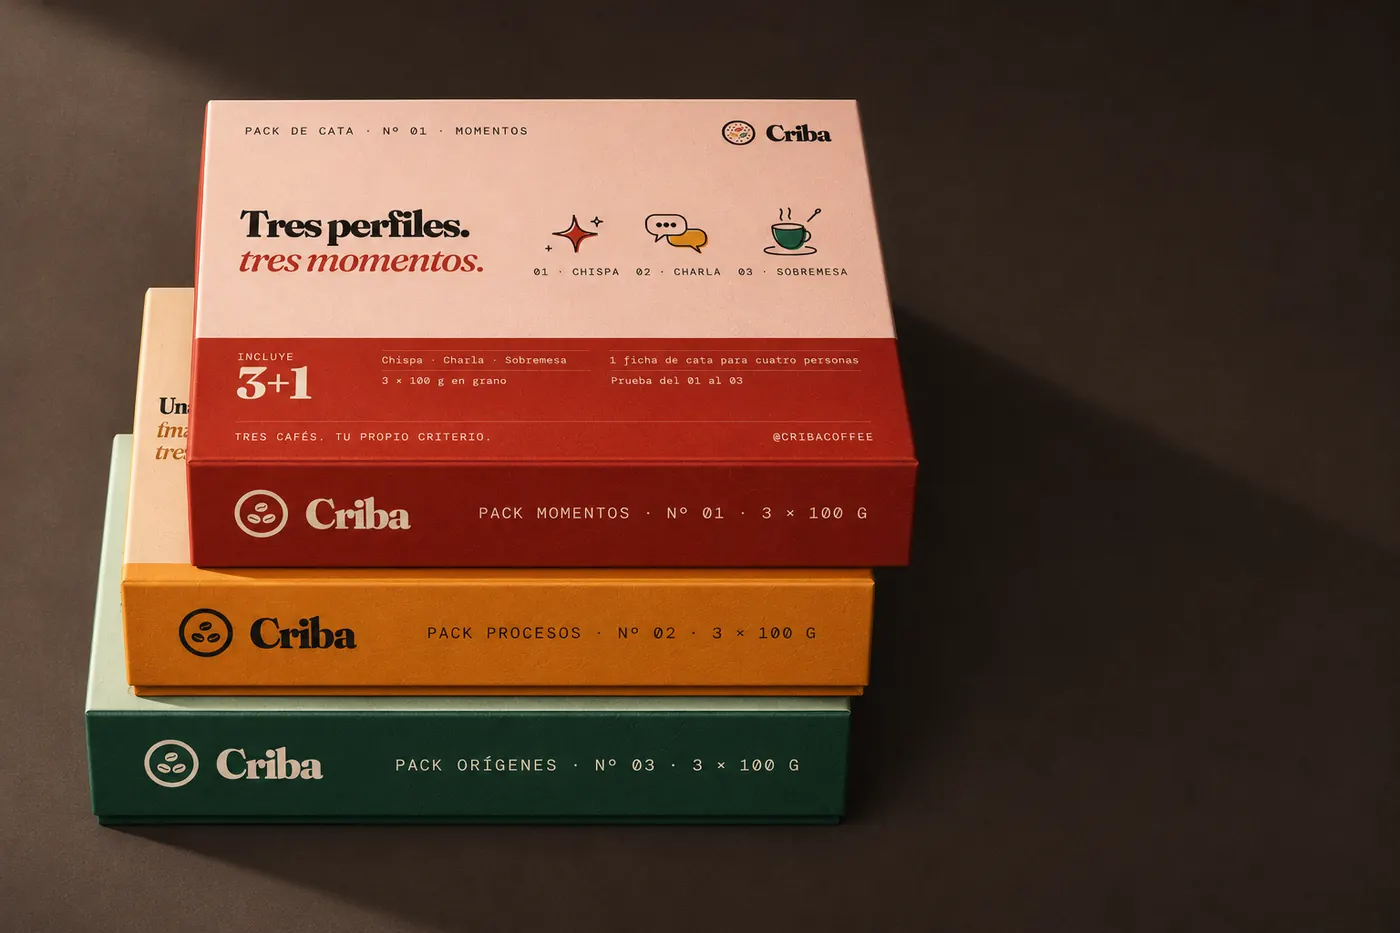 PACK DE CATA · Nº 01 · MOMENTOS
Criba
Tres perfiles.
tres momentos.
01 · CHISPA
02 · CHARLA
03 · SOBREMESA
INCLUYE
3+1
Chispa · Charla · Sobremesa
3 × 100 g en grano
1 ficha de cata para cuatro personas
Prueba del 01 al 03
TRES CAFÉS. TU PROPIO CRITERIO.
@CRIBACOFFEE
Criba
PACK MOMENTOS · Nº 01 · 3 × 100 G
Criba
PACK PROCESOS · Nº 02 · 3 × 100 G
Criba
PACK ORÍGENES · Nº 03 · 3 × 100 G